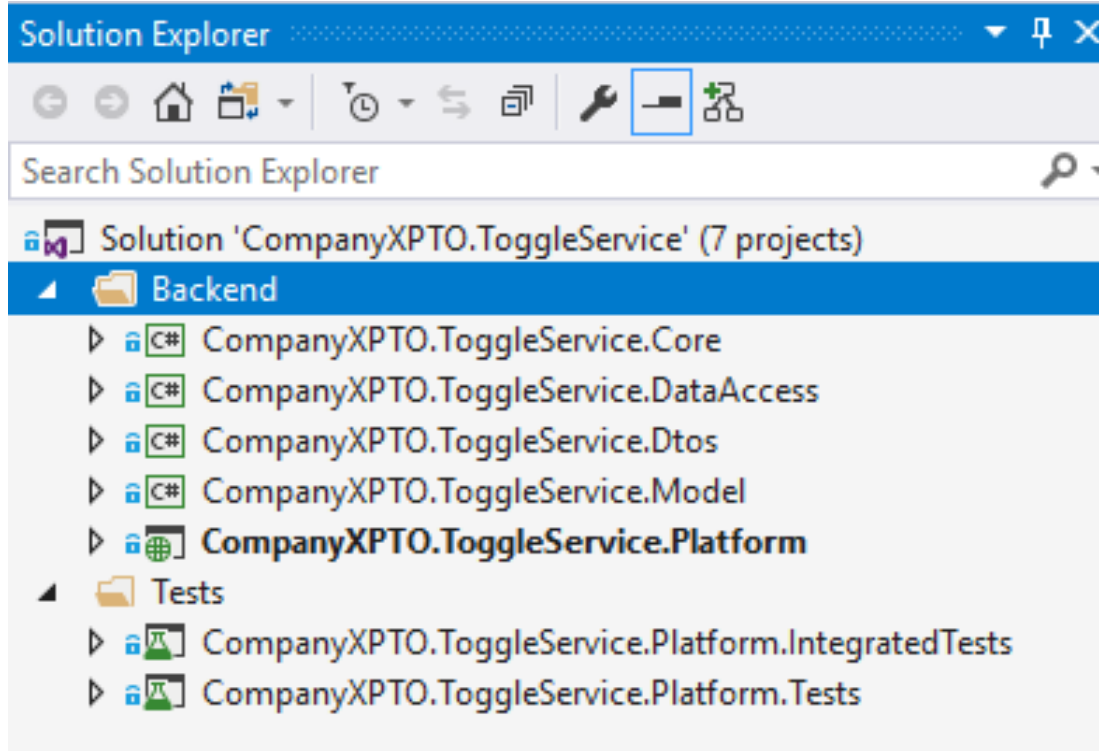 Solution Explorer
Search Solution Explorer
Solution 'CompanyXPTO.ToggleService' (7 projects)
Backend
C# CompanyXPTO.ToggleService.Core
C# CompanyXPTO.ToggleService.DataAccess
C# CompanyXPTO.ToggleService.Dtos
C# CompanyXPTO.ToggleService.Model
CompanyXPTO.ToggleService.Platform
Tests
CompanyXPTO.ToggleService.Platform.IntegratedTests
CompanyXPTO.ToggleService.Platform.Tests